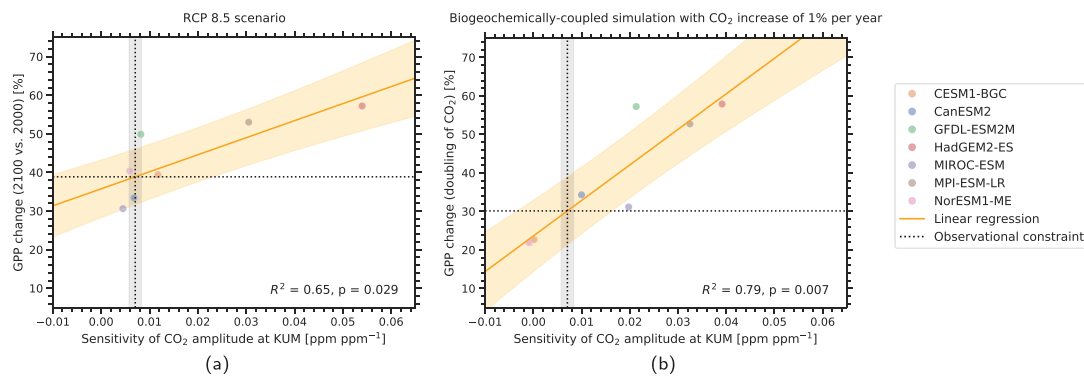 RCP 8.5 scenario
GPP change (2100 vs. 2000) [%]
70
60
50
40
30
20
10
R² = 0.65, p = 0.029
−0.01 0.00 0.01 0.02 0.03 0.04 0.05 0.06
Sensitivity of CO₂ amplitude at KUM [ppm ppm⁻¹]
(a)
Biogeochemically-coupled simulation with CO₂ increase of 1% per year
GPP change (doubling of CO₂) [%]
70
60
50
40
30
20
10
R² = 0.79, p = 0.007
−0.01 0.00 0.01 0.02 0.03 0.04 0.05 0.06
Sensitivity of CO₂ amplitude at KUM [ppm ppm⁻¹]
(b)
CESM1-BGC
CanESM2
GFDL-ESM2M
HadGEM2-ES
MIROC-ESM
MPI-ESM-LR
NorESM1-ME
Linear regression
Observational constraint